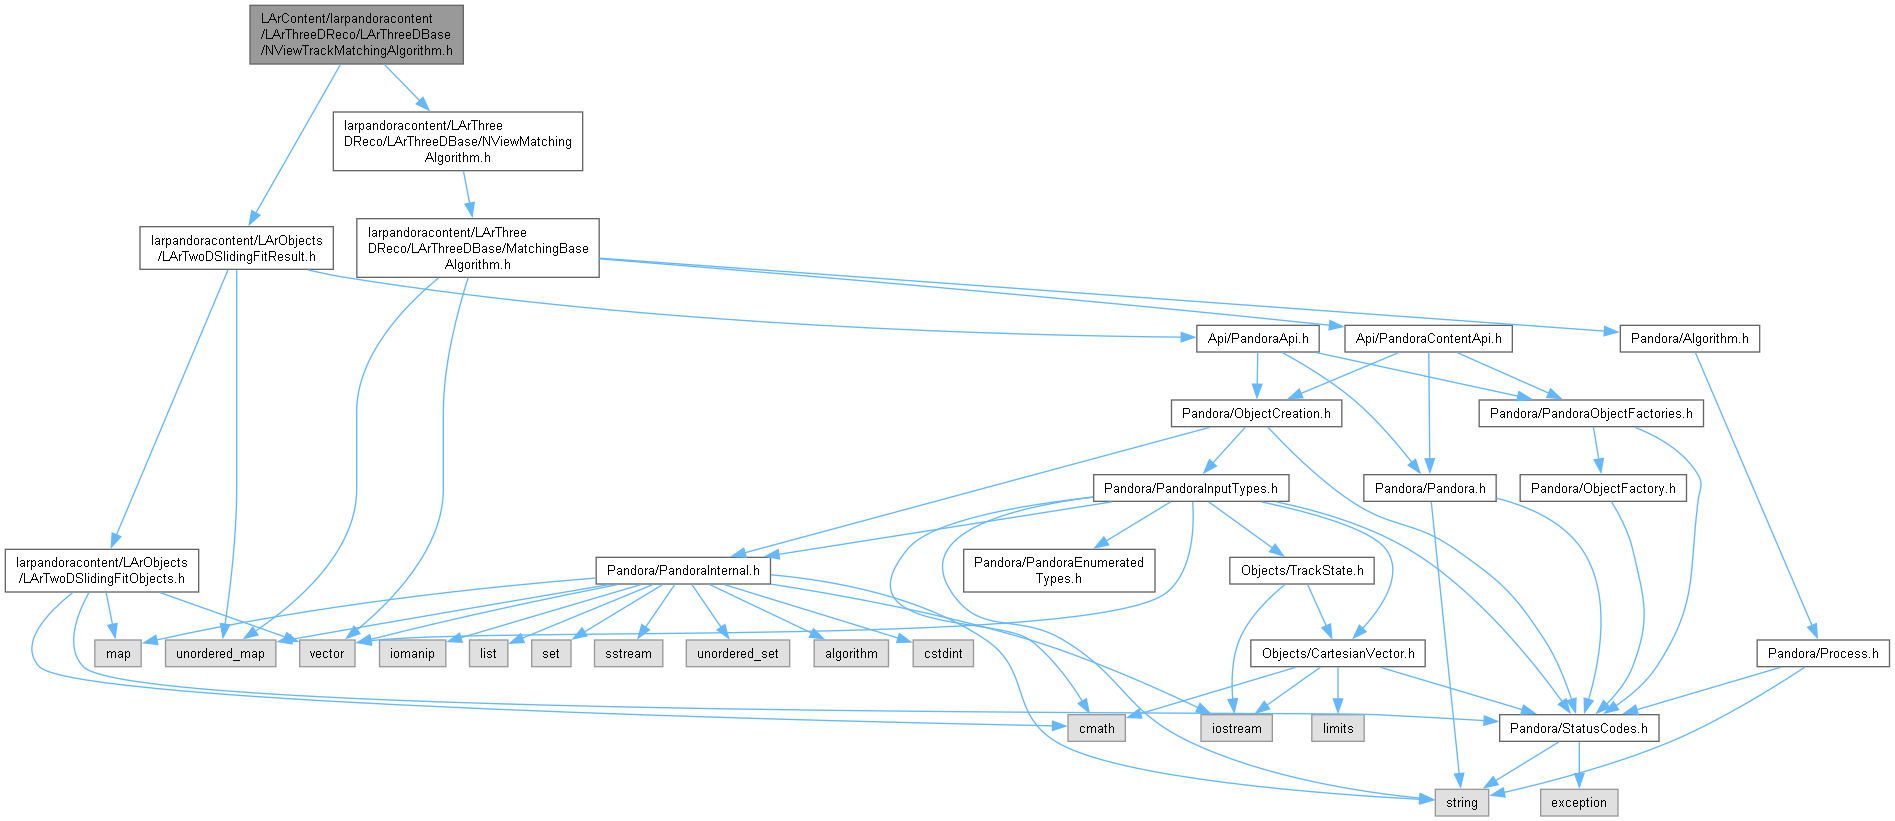 LArContent/larpandoracontent
/LArThreeDReco/LArThreeDBase
/NViewTrackMatchingAlgorithm.h
larpandoracontent/LArThree
DReco/LArThreeDBase/NViewMatching
Algorithm.h
larpandoracontent/LArObjects
/LArTwoDSlidingFitResult.h
larpandoracontent/LArThree
DReco/LArThreeDBase/MatchingBase
Algorithm.h
Api/PandoraApi.h
Api/PandoraContentApi.h
Pandora/Algorithm.h
Pandora/ObjectCreation.h
Pandora/PandoraObjectFactories.h
Pandora/PandoraInputTypes.h
Pandora/Pandora.h
Pandora/ObjectFactory.h
larpandoracontent/LArObjects
/LArTwoDSlidingFitObjects.h
Pandora/PandoraInternal.h
Pandora/PandoraEnumerated
Types.h
Objects/TrackState.h
map
unordered_map
vector
iomanip
list
set
sstream
unordered_set
algorithm
cstdint
Objects/CartesianVector.h
Pandora/Process.h
cmath
iostream
limits
Pandora/StatusCodes.h
string
exception